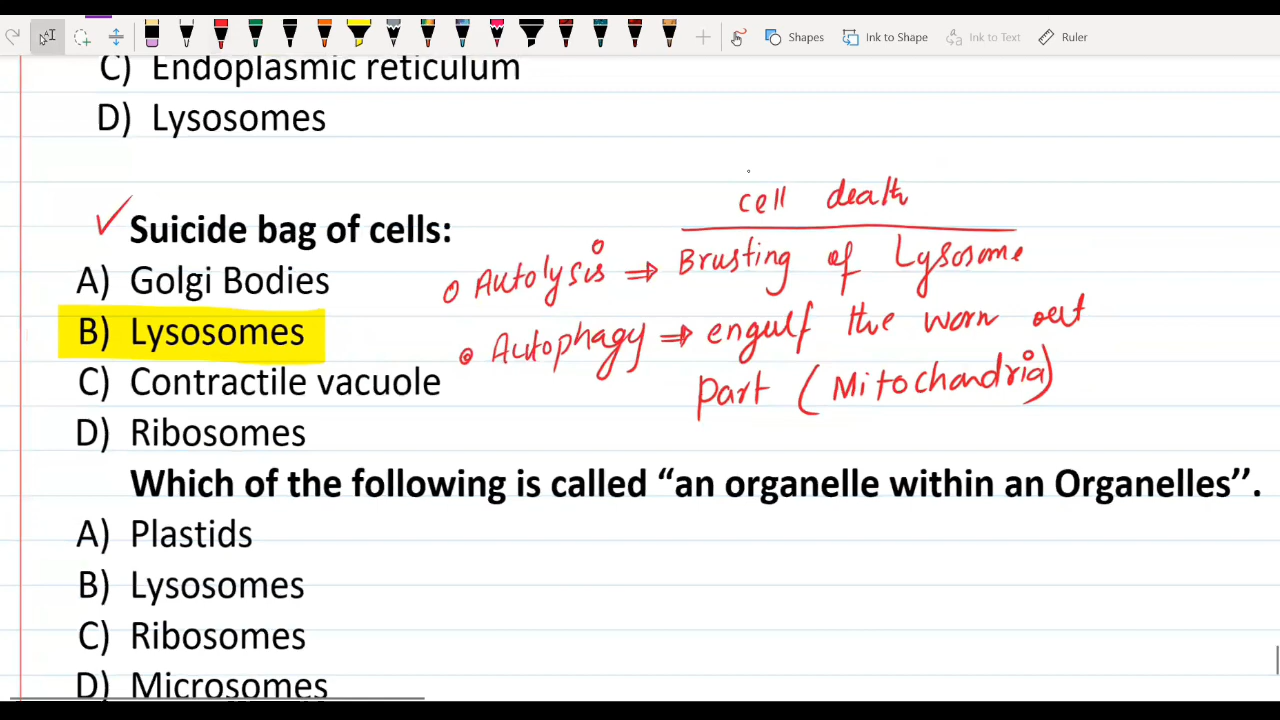 Shapes
Ink to Shape
Ink to Text
Ruler
C) Endoplasmic reticulum
D) Lysosomes
cell death
Suicide bag of cells:
Autolysis ⇒ Brusting of Lysosome
A) Golgi Bodies
Autophagy ⇒ engulf the worn out
B) Lysosomes
part (Mitochandria)
C) Contractile vacuole
D) Ribosomes
Which of the following is called “an organelle within an Organelles’’.
A) Plastids
B) Lysosomes
C) Ribosomes
D) Microsomes